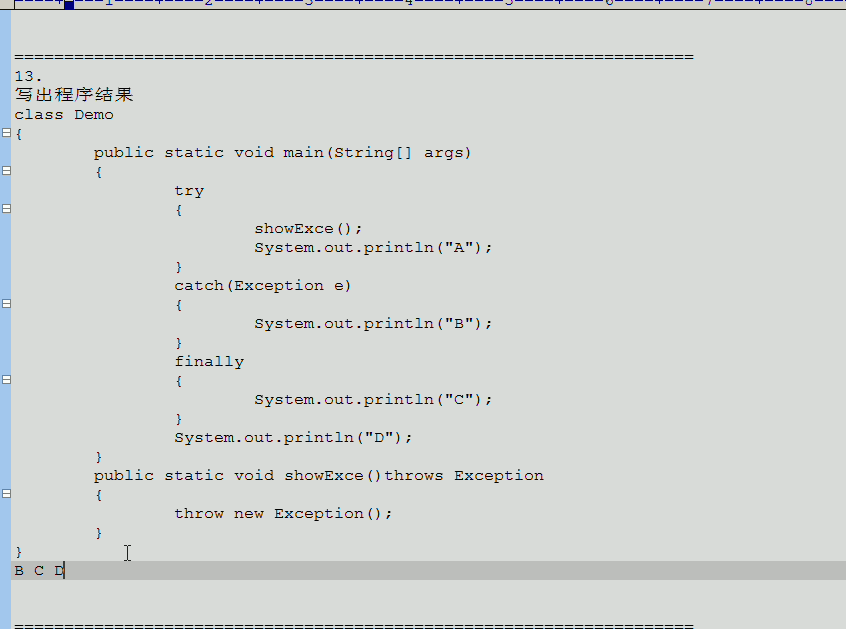 ====================================================================
13.
写出程序结果
class Demo
{
public static void main(String[] args)
{
try
{
showExce();
System.out.println("A");
}
catch(Exception e)
{
System.out.println("B");
}
finally
{
System.out.println("C");
}
System.out.println("D");
}
public static void showExce()throws Exception
{
throw new Exception();
}
}
B C D
====================================================================